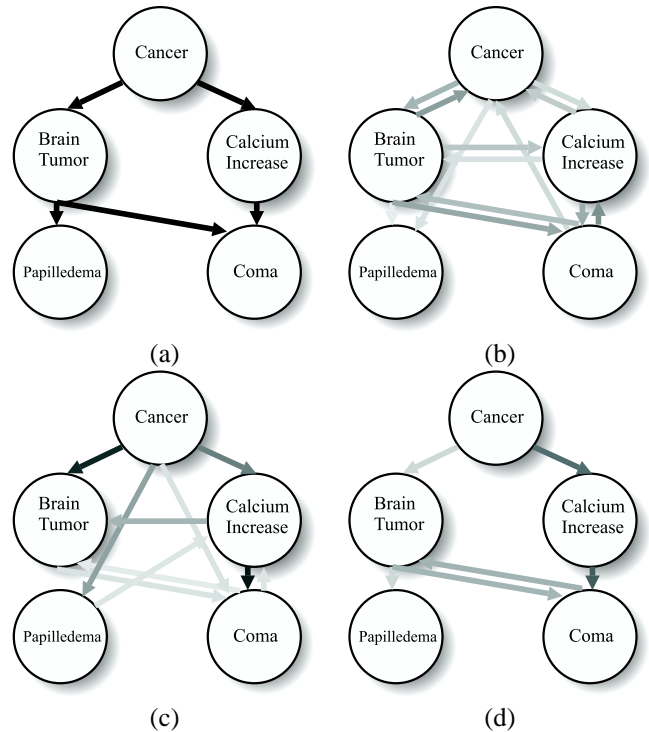 Cancer
Brain
Tumor
Calcium
Increase
Papilledema
Coma
(a)
Cancer
Brain
Tumor
Calcium
Increase
Papilledema
Coma
(b)
Cancer
Brain
Tumor
Calcium
Increase
Papilledema
Coma
(c)
Cancer
Brain
Tumor
Calcium
Increase
Papilledema
Coma
(d)